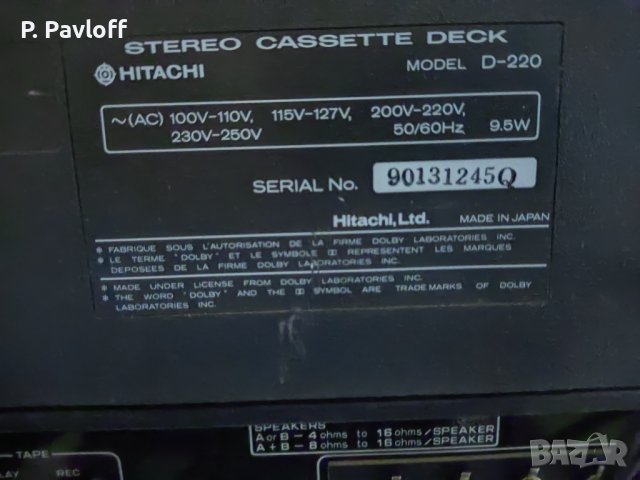 P. Pavloff
STEREO CASSETTE DECK
HITACHI MODEL D-220
~(AC) 100V-110V, 115V-127V, 200V-220V,
230V-250V 50/60Hz 9.5W
SERIAL No. 90131245Q
Hitachi, Ltd. MADE IN JAPAN
* FABRIQUE SOUS L'AUTORISATION DE LA FIRME DOLBY LABORATORIES INC.
* LE TERME "DOLBY" ET LE SYMBOLE REPRESENTENT LES MARQUES
DEPOSEES DE LA FIRME DOLBY LABORATORIES INC.
* MADE UNDER LICENSE FROM DOLBY LABORATORIES INC.
* THE WORD "DOLBY" AND THE SYMBOL ARE TRADEMARKS OF DOLBY
LABORATORIES INC.
SPEAKERS
A or B - 4 ohms to 16 ohms/SPEAKER
A + B - 8 ohms to 16 ohms/SPEAKER
TAPE
REC
BAZAR